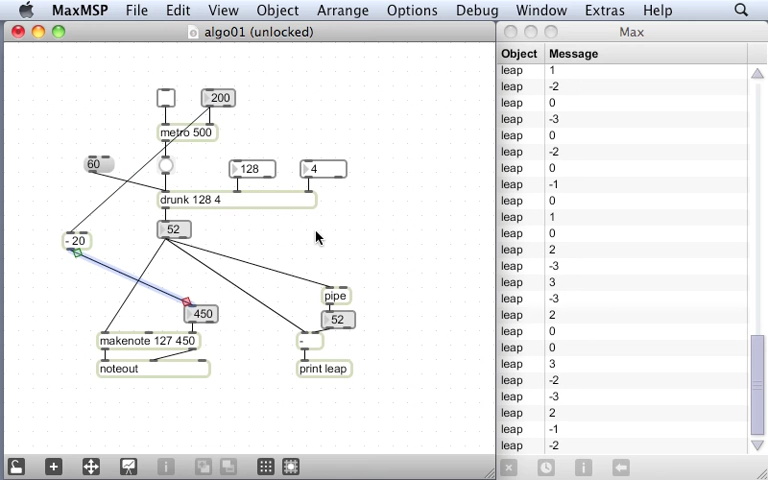 MaxMSP File Edit View Object Arrange Options Debug Window Extras Help
algo01 (unlocked)
200
metro 500
60
128
4
drunk 128 4
52
- 20
pipe
450
52
makenote 127 450
-
noteout
print leap
Max
Object Message
leap 1
leap -2
leap 0
leap -3
leap 0
leap -2
leap 0
leap -1
leap 0
leap 1
leap 0
leap 2
leap -3
leap 3
leap -3
leap 2
leap 0
leap 0
leap 3
leap -2
leap -3
leap 2
leap -1
leap -2